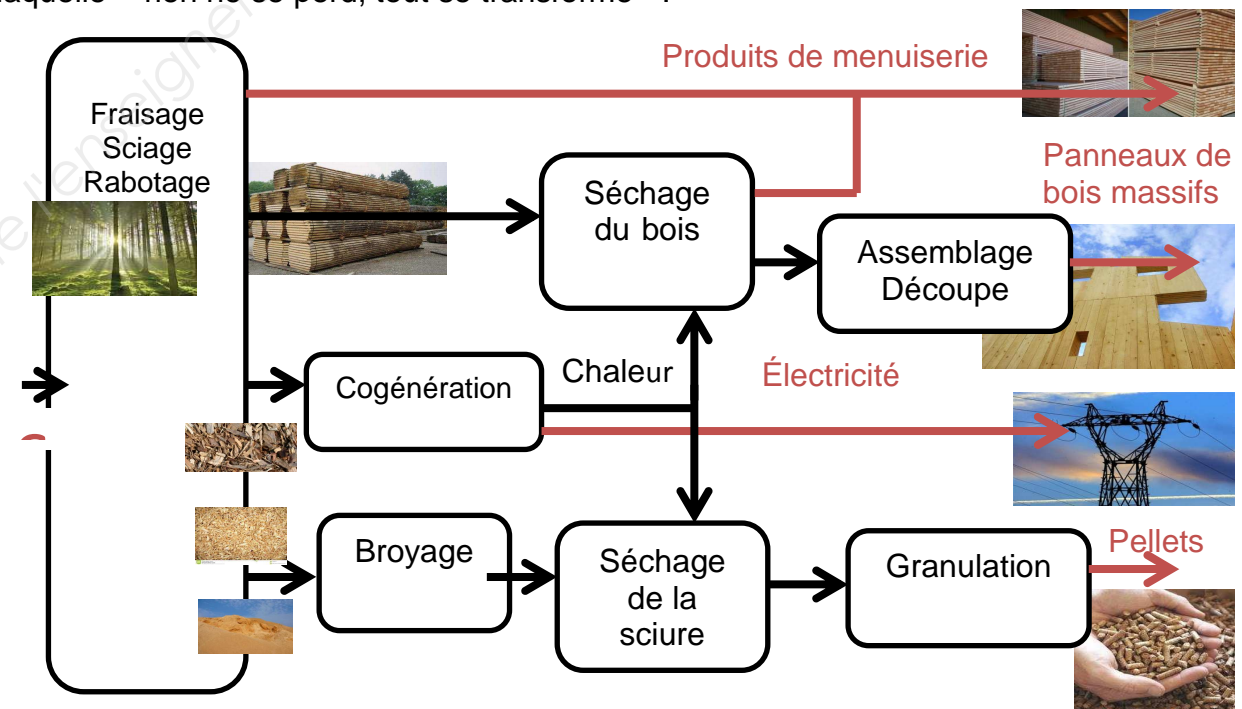 Produits de menuiserie
Fraisage
Sciage
Rabotage
Panneaux de
bois massifs
Séchage
du bois
Assemblage
Découpe
Chaleur
Électricité
Cogénération
Broyage
Séchage
de la
sciure
Granulation
Pellets